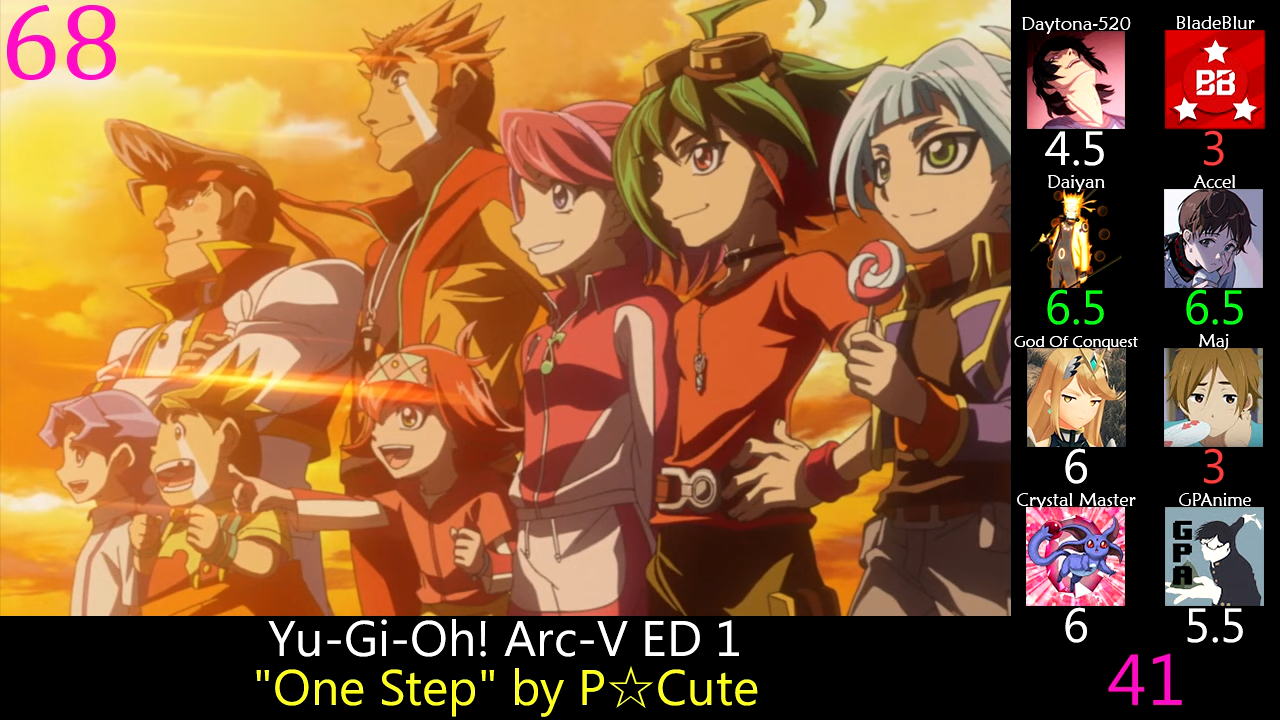 68
Daytona-520
BladeBlur
BB
4.5
3
Daiyan
Accel
6.5
6.5
God Of Conquest
Maj
6
3
Crystal Master
GPAnime
GPA
6
5.5
Yu-Gi-Oh! Arc-V ED 1
"One Step" by P☆Cute
41